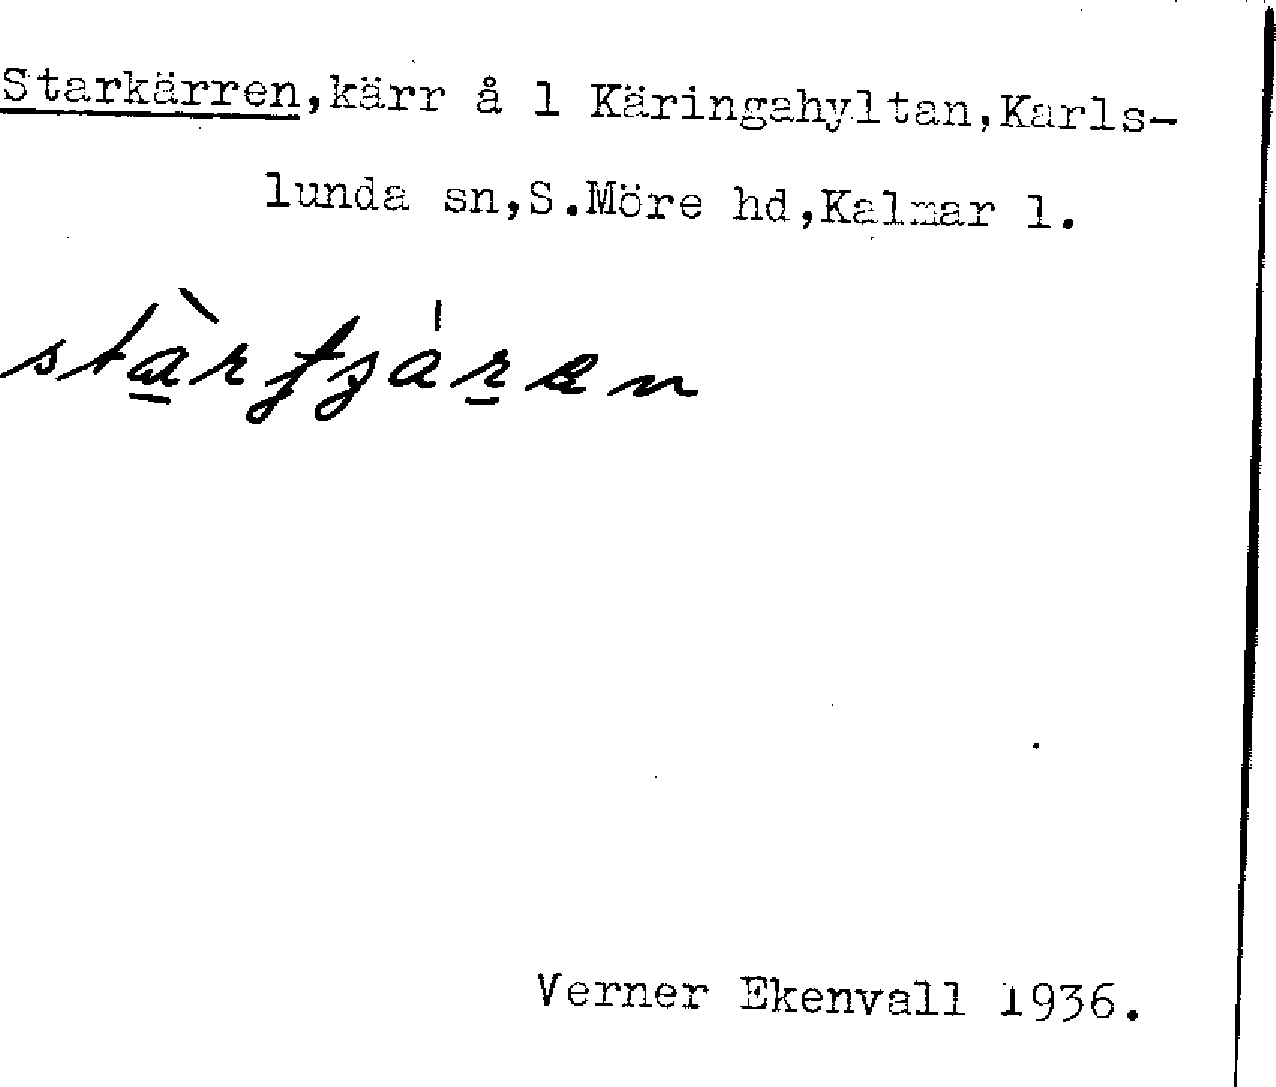 Starkärren,kärr å 1 Käringahyltan,Karls-
lunda sn,S.Möre hd,Kalmar l.
Verner Ekenvall 1936.